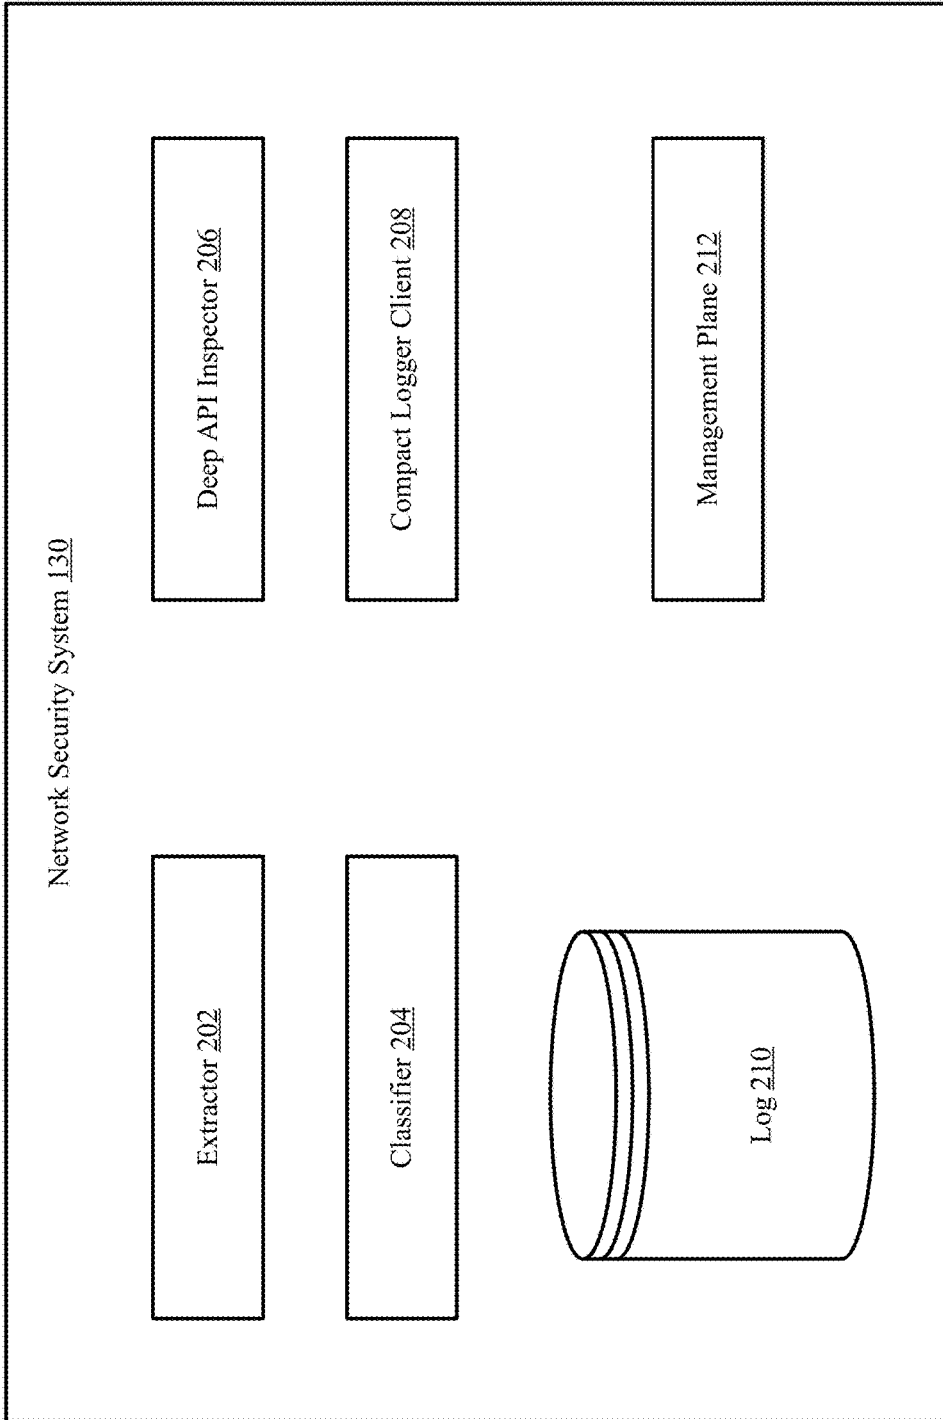 Network Security System 130
Extractor 202
Deep API Inspector 206
Classifier 204
Compact Logger Client 208
Log 210
Management Plane 212